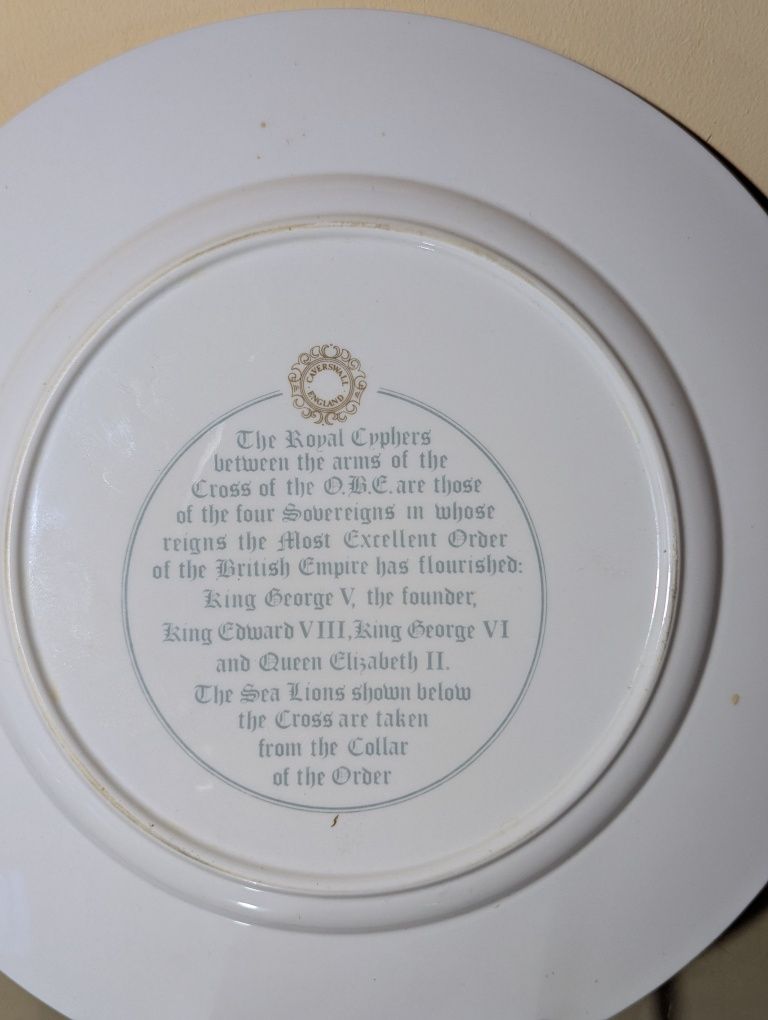 CAVERSWALL
ENGLAND
The Royal Cyphers
between the arms of the
Cross of the O.B.E. are those
of the four Sovereigns in whose
reigns the Most Excellent Order
of the British Empire has flourished:
King George V, the founder,
King Edward VIII, King George VI
and Queen Elizabeth II.
The Sea Lions shown below
the Cross are taken
from the Collar
of the Order